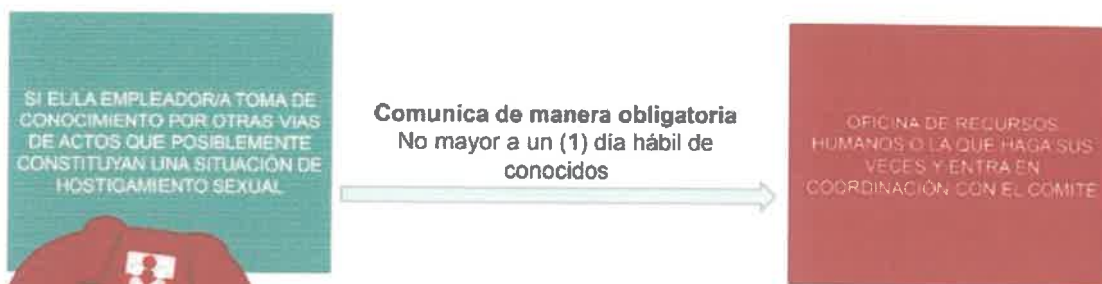 SI EL/LA EMPLEADOR/A TOMA DE
CONOCIMIENTO POR OTRAS VIAS
DE ACTOS QUE POSIBLEMENTE
CONSTITUYAN UNA SITUACIÓN DE
HOSTIGAMIENTO SEXUAL
Comunica de manera obligatoria
No mayor a un (1) día hábil de
conocidos
OFICINA DE RECURSOS
HUMANOS O LA QUE HAGA SUS
VECES Y ENTRA EN
COORDINACIÓN CON EL COMITÉ